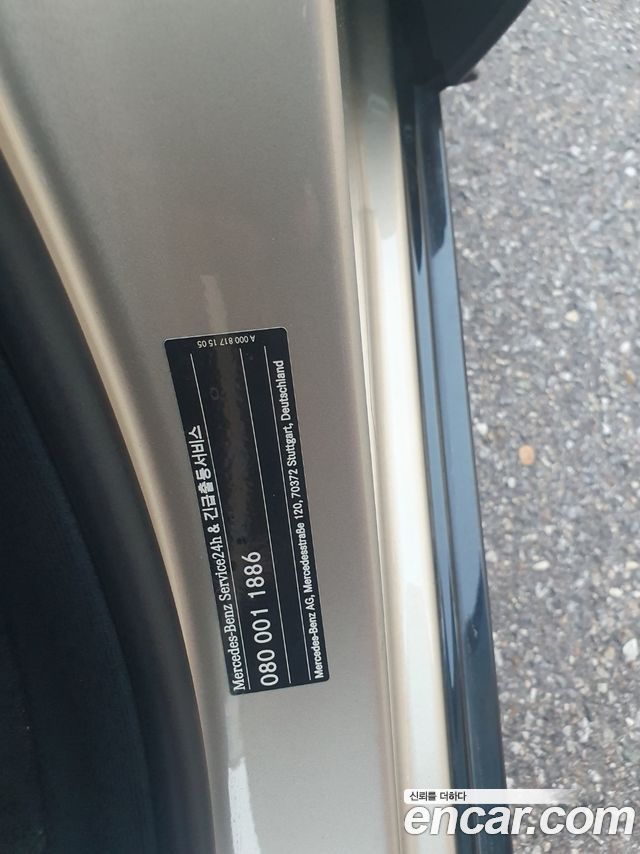 A 000 817 15 05
Mercedes-Benz Service24h & 긴급출동서비스
080 001 1886
Mercedes-Benz AG, Mercedesstraße 120, 70372 Stuttgart, Deutschland
신뢰를 더하다
encar.com